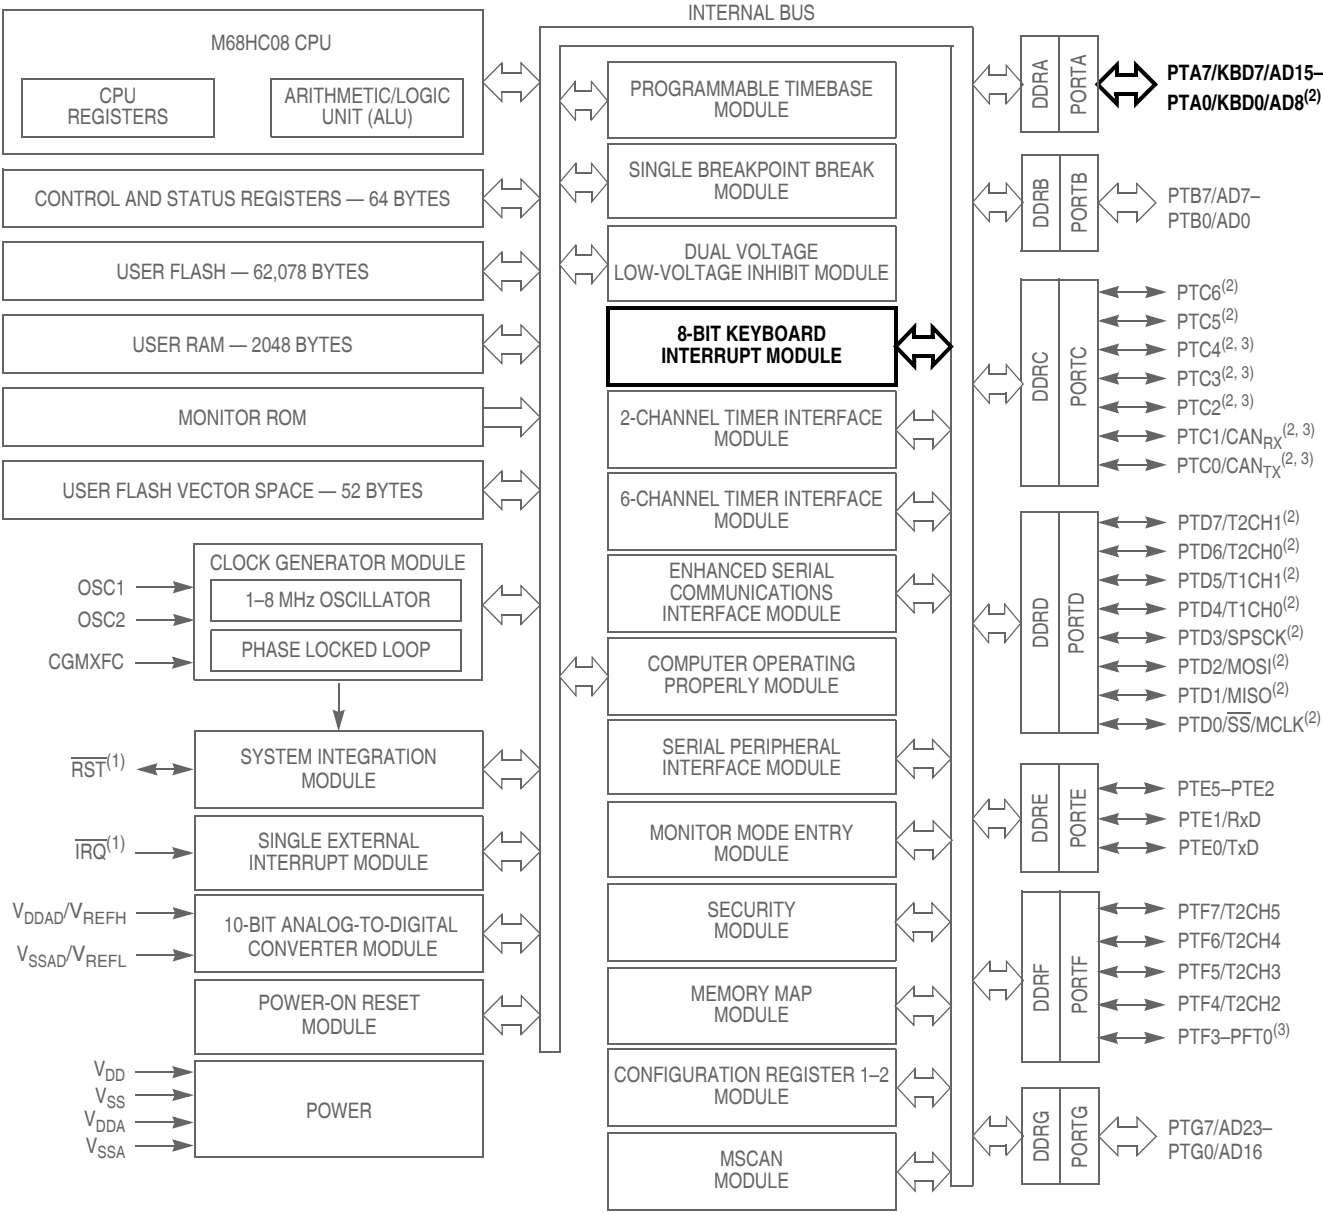 INTERNAL BUS
M68HC08 CPU
CPU
REGISTERS
ARITHMETIC/LOGIC
UNIT (ALU)
CONTROL AND STATUS REGISTERS — 64 BYTES
USER FLASH — 62,078 BYTES
USER RAM — 2048 BYTES
MONITOR ROM
USER FLASH VECTOR SPACE — 52 BYTES
CLOCK GENERATOR MODULE
1–8 MHz OSCILLATOR
PHASE LOCKED LOOP
OSC1
OSC2
CGMXFC
SYSTEM INTEGRATION
MODULE
RST(1)
SINGLE EXTERNAL
INTERRUPT MODULE
IRQ(1)
10-BIT ANALOG-TO-DIGITAL
CONVERTER MODULE
VDDAD/VREFH
VSSAD/VREFL
POWER-ON RESET
MODULE
POWER
VDD
VSS
VDDA
VSSA
PROGRAMMABLE TIMEBASE
MODULE
SINGLE BREAKPOINT BREAK
MODULE
DUAL VOLTAGE
LOW-VOLTAGE INHIBIT MODULE
8-BIT KEYBOARD
INTERRUPT MODULE
2-CHANNEL TIMER INTERFACE
MODULE
6-CHANNEL TIMER INTERFACE
MODULE
ENHANCED SERIAL
COMMUNICATIONS
INTERFACE MODULE
COMPUTER OPERATING
PROPERLY MODULE
SERIAL PERIPHERAL
INTERFACE MODULE
MONITOR MODE ENTRY
MODULE
SECURITY
MODULE
MEMORY MAP
MODULE
CONFIGURATION REGISTER 1–2
MODULE
MSCAN
MODULE
DDRA
PORTA
PTA7/KBD7/AD15–
PTA0/KBD0/AD8(2)
DDRB
PORTB
PTB7/AD7–
PTB0/AD0
DDRC
PORTC
PTC6(2)
PTC5(2)
PTC4(2, 3)
PTC3(2, 3)
PTC2(2, 3)
PTC1/CANRX(2, 3)
PTC0/CANTX(2, 3)
DDRD
PORTD
PTD7/T2CH1(2)
PTD6/T2CH0(2)
PTD5/T1CH1(2)
PTD4/T1CH0(2)
PTD3/SPSCK(2)
PTD2/MOSI(2)
PTD1/MISO(2)
PTD0/SS/MCLK(2)
DDRE
PORTE
PTE5–PTE2
PTE1/RxD
PTE0/TxD
DDRF
PORTF
PTF7/T2CH5
PTF6/T2CH4
PTF5/T2CH3
PTF4/T2CH2
PTF3–PFT0(3)
DDRG
PORTG
PTG7/AD23–
PTG0/AD16